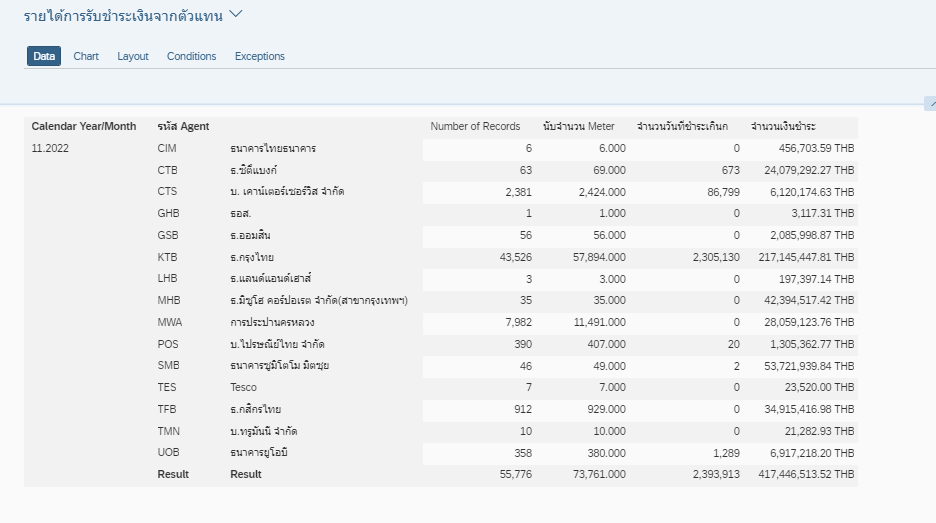 รายได้การรับชำระเงินจากตัวแทน
Data Chart Layout Conditions Exceptions
Calendar Year/Month รหัส Agent Number of Records นับจำนวน Meter จำนวนวันที่ชำระเกินก จำนวนเงินชำระ
11.2022 CIM ธนาคารไทยธนาคาร 6 6.000 0 456,703.59 THB
CTB ธ.ซิตี้แบงก์ 63 69.000 673 24,079,292.27 THB
CTS บ. เคาน์เตอร์เซอร์วิส จำกัด 2,381 2,424.000 86,799 6,120,174.63 THB
GHB ธอส. 1 1.000 0 3,117.31 THB
GSB ธ.ออมสิน 56 56.000 0 2,085,998.87 THB
KTB ธ.กรุงไทย 43,526 57,894.000 2,305,130 217,145,447.81 THB
LHB ธ.แลนด์แอนด์เฮาส์ 3 3.000 0 197,397.14 THB
MHB ธ.มิซูโฮ คอร์ปอเรต จำกัด(สาขากรุงเทพฯ) 35 35.000 0 42,394,517.42 THB
MWA การประปานครหลวง 7,982 11,491.000 0 28,059,123.76 THB
POS บ.ไปรษณีย์ไทย จำกัด 390 407.000 20 1,305,362.77 THB
SMB ธนาคารซูมิโตโม มิตซุย 46 49.000 2 53,721,939.84 THB
TES Tesco 7 7.000 0 23,520.00 THB
TFB ธ.กสิกรไทย 912 929.000 0 34,915,416.98 THB
TMN บ.ทรูมันนี่ จำกัด 10 10.000 0 21,282.93 THB
UOB ธนาคารยูโอบี 358 380.000 1,289 6,917,218.20 THB
Result Result 55,776 73,761.000 2,393,913 417,446,513.52 THB